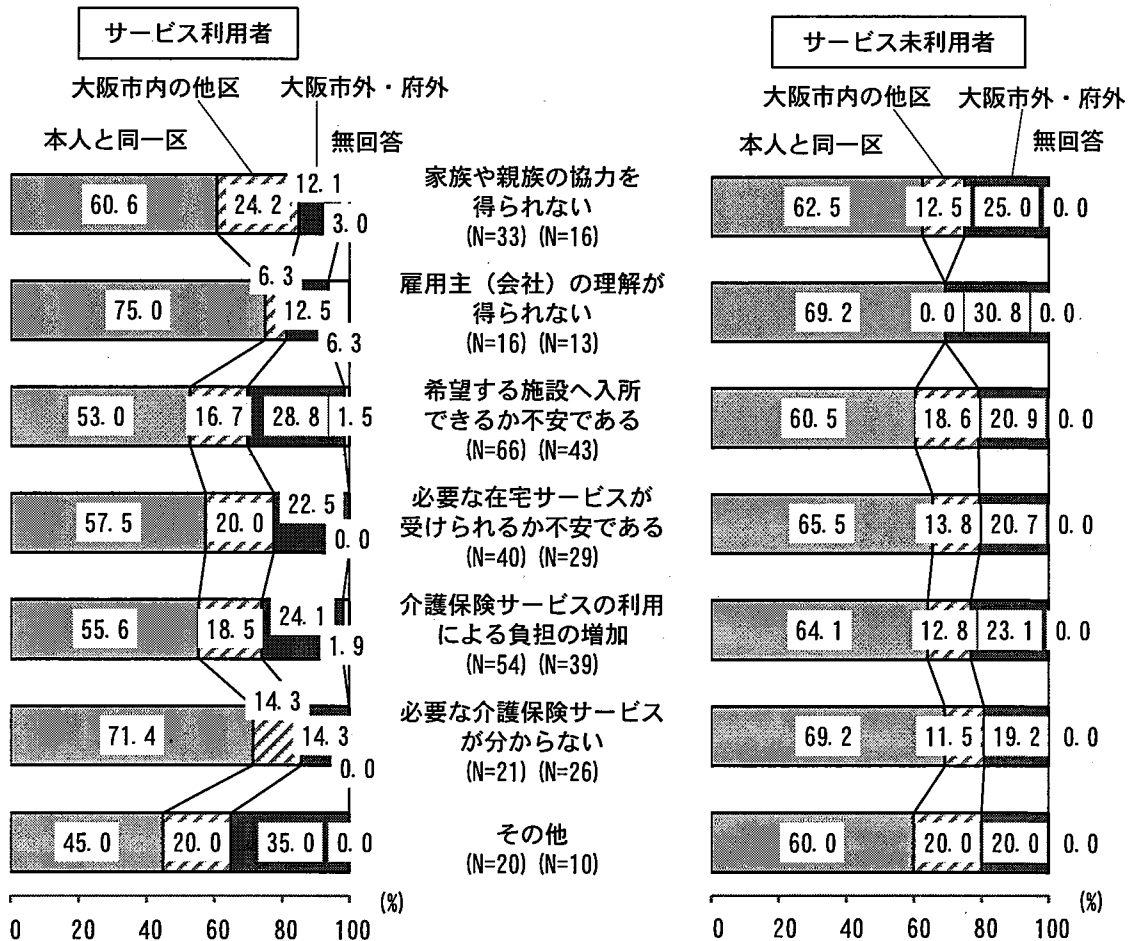 サービス利用者
サービス未利用者
大阪市内の他区
大阪市外・府外
本人と同一区
無回答
大阪市内の他区
大阪市外・府外
本人と同一区
無回答
60.6
24.2
12.1
3.0
家族や親族の協力を
得られない
(N=33) (N=16)
62.5
12.5
25.0
0.0
75.0
6.3
12.5
6.3
雇用主（会社）の理解が
得られない
(N=16) (N=13)
69.2
0.0
30.8
0.0
53.0
16.7
28.8
1.5
希望する施設へ入所
できるか不安である
(N=66) (N=43)
60.5
18.6
20.9
0.0
57.5
20.0
22.5
0.0
必要な在宅サービスが
受けられるか不安である
(N=40) (N=29)
65.5
13.8
20.7
0.0
55.6
18.5
24.1
1.9
介護保険サービスの利用
による負担の増加
(N=54) (N=39)
64.1
12.8
23.1
0.0
71.4
14.3
14.3
0.0
必要な介護保険サービス
が分からない
(N=21) (N=26)
69.2
11.5
19.2
0.0
45.0
20.0
35.0
0.0
その他
(N=20) (N=10)
60.0
20.0
20.0
0.0
(%)
0 20 40 60 80 100
(%)
0 20 40 60 80 100